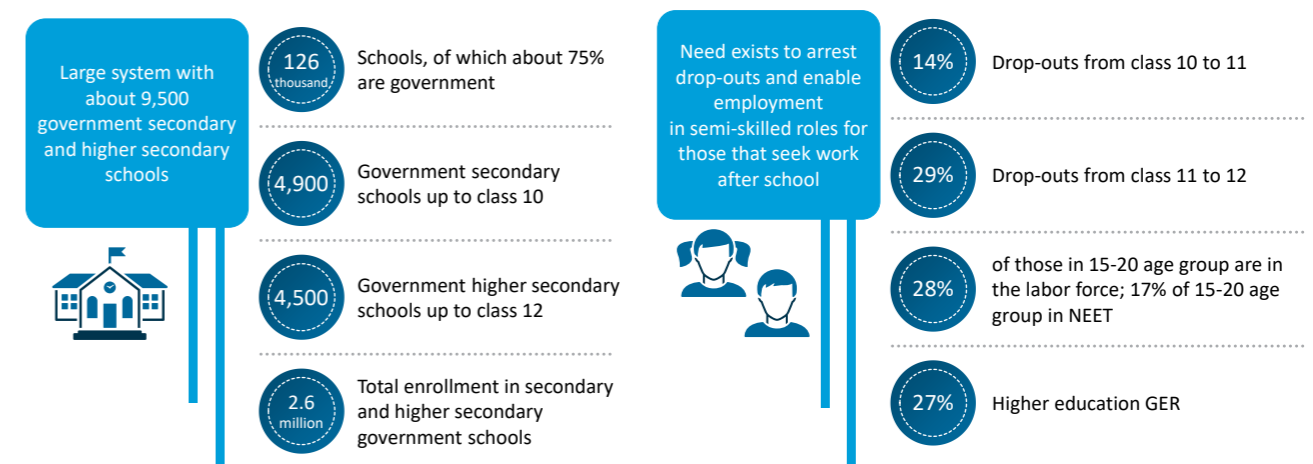 Large system with
about 9,500
government secondary
and higher secondary
schools
126
thousand
Schools, of which about 75%
are government
4,900
Government secondary
schools up to class 10
4,500
Government higher secondary
schools up to class 12
2.6
million
Total enrollment in secondary
and higher secondary
government schools
Need exists to arrest
drop-outs and enable
employment
in semi-skilled roles for
those that seek work
after school
14%
Drop-outs from class 10 to 11
29%
Drop-outs from class 11 to 12
28%
of those in 15-20 age group are in
the labor force; 17% of 15-20 age
group in NEET
27%
Higher education GER